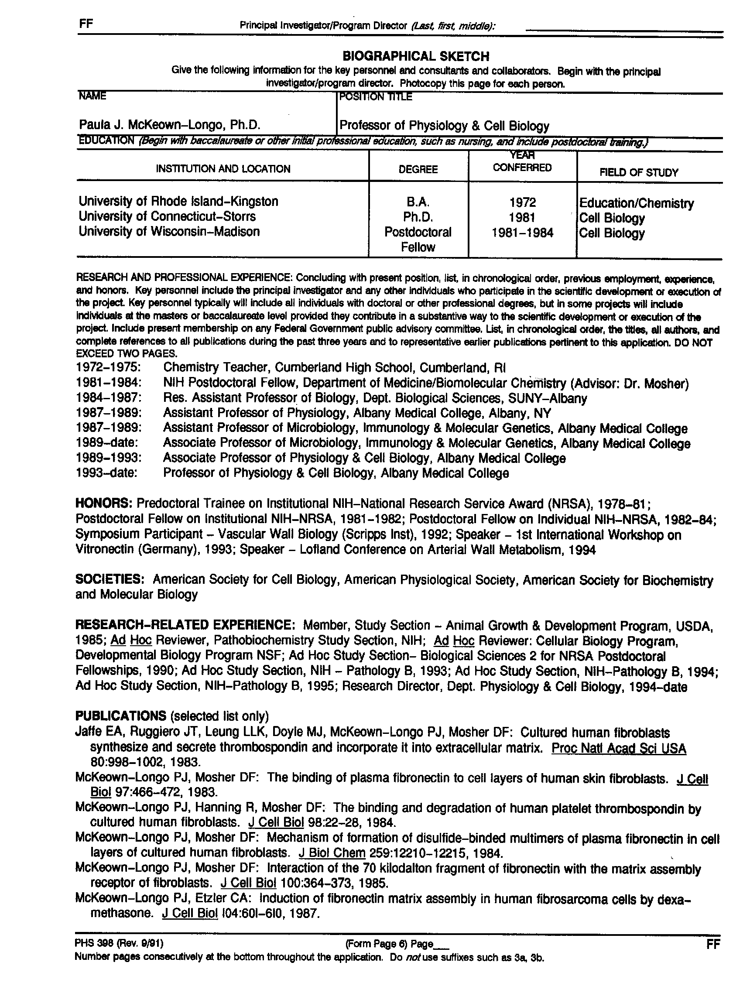 FF
Principal Investigator/Program Director (Last, first, middle):
BIOGRAPHICAL SKETCH
Give the following information for the key personnel and consultants and collaborators. Begin with the principal
investigator/program director. Photocopy this page for each person.
NAME
POSITION TITLE
Paula J. McKeown–Longo, Ph.D.
Professor of Physiology & Cell Biology
EDUCATION (Begin with baccalaureate or other initial professional education, such as nursing, and include postdoctoral training.)
INSTITUTION AND LOCATION
DEGREE
YEAR
CONFERRED
FIELD OF STUDY
University of Rhode Island–Kingston B.A. 1972 Education/Chemistry
University of Connecticut–Storrs Ph.D. 1981 Cell Biology
University of Wisconsin–Madison Postdoctoral 1981–1984 Cell Biology
Fellow
RESEARCH AND PROFESSIONAL EXPERIENCE: Concluding with present position, list, in chronological order, previous employment, experience,
and honors. Key personnel include the principal investigator and any other individuals who participate in the scientific development or execution of
the project. Key personnel typically will include all individuals with doctoral or other professional degrees, but in some projects will include
individuals at the masters or baccalaureate level provided they contribute in a substantive way to the scientific development or execution of the
project. Include present membership on any Federal Government public advisory committee. List, in chronological order, the titles, all authors, and
complete references to all publications during the past three years and to representative earlier publications pertinent to this application. DO NOT
EXCEED TWO PAGES.
1972–1975: Chemistry Teacher, Cumberland High School, Cumberland, RI
1981–1984: NIH Postdoctoral Fellow, Department of Medicine/Biomolecular Chemistry (Advisor: Dr. Mosher)
1984–1987: Res. Assistant Professor of Biology, Dept. Biological Sciences, SUNY–Albany
1987–1989: Assistant Professor of Physiology, Albany Medical College, Albany, NY
1987–1989: Assistant Professor of Microbiology, Immunology & Molecular Genetics, Albany Medical College
1989–date: Associate Professor of Microbiology, Immunology & Molecular Genetics, Albany Medical College
1989–1993: Associate Professor of Physiology & Cell Biology, Albany Medical College
1993–date: Professor of Physiology & Cell Biology, Albany Medical College
HONORS: Predoctoral Trainee on Institutional NIH–National Research Service Award (NRSA), 1978–81;
Postdoctoral Fellow on Institutional NIH–NRSA, 1981–1982; Postdoctoral Fellow on Individual NIH–NRSA, 1982–84;
Symposium Participant – Vascular Wall Biology (Scripps Inst), 1992; Speaker – 1st International Workshop on
Vitronectin (Germany), 1993; Speaker – Lofland Conference on Arterial Wall Metabolism, 1994
SOCIETIES: American Society for Cell Biology, American Physiological Society, American Society for Biochemistry
and Molecular Biology
RESEARCH–RELATED EXPERIENCE: Member, Study Section – Animal Growth & Development Program, USDA,
1985; Ad Hoc Reviewer, Pathobiochemistry Study Section, NIH; Ad Hoc Reviewer: Cellular Biology Program,
Developmental Biology Program NSF; Ad Hoc Study Section– Biological Sciences 2 for NRSA Postdoctoral
Fellowships, 1990; Ad Hoc Study Section, NIH – Pathology B, 1993; Ad Hoc Study Section, NIH–Pathology B, 1994;
Ad Hoc Study Section, NIH–Pathology B, 1995; Research Director, Dept. Physiology & Cell Biology, 1994–date
PUBLICATIONS (selected list only)
Jaffe EA, Ruggiero JT, Leung LLK, Doyle MJ, McKeown–Longo PJ, Mosher DF: Cultured human fibroblasts
synthesize and secrete thrombospondin and incorporate it into extracellular matrix. Proc Natl Acad Sci USA
80:998–1002, 1983.
McKeown–Longo PJ, Mosher DF: The binding of plasma fibronectin to cell layers of human skin fibroblasts. J Cell
Biol 97:466–472, 1983.
McKeown–Longo PJ, Hanning R, Mosher DF: The binding and degradation of human platelet thrombospondin by
cultured human fibroblasts. J Cell Biol 98:22–28, 1984.
McKeown–Longo PJ, Mosher DF: Mechanism of formation of disulfide–binded multimers of plasma fibronectin in cell
layers of cultured human fibroblasts. J Biol Chem 259:12210–12215, 1984.
McKeown–Longo PJ, Mosher DF: Interaction of the 70 kilodalton fragment of fibronectin with the matrix assembly
receptor of fibroblasts. J Cell Biol 100:364–373, 1985.
McKeown–Longo PJ, Etzler CA: Induction of fibronectin matrix assembly in human fibrosarcoma cells by dexa–
methasone. J Cell Biol l04:60l–6l0, 1987.
PHS 398 (Rev. 9/91) (Form Page 6) Page___ FF
Number pages consecutively at the bottom throughout the application. Do not use suffixes such as 3a, 3b.